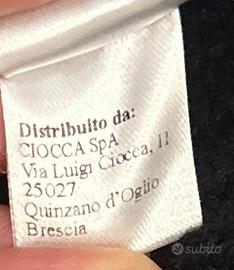 Distribuito da:
CIOCCA SpA
Via Luigi Ciocca, 11
25027
Quinzano d'Oglio
Brescia
subito